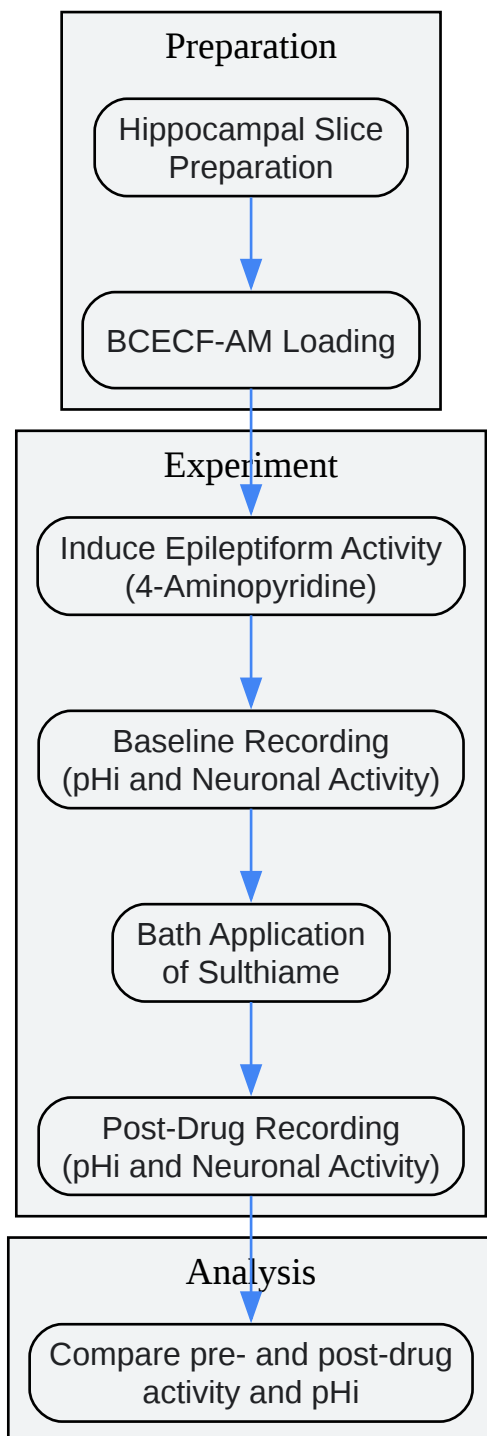 Preparation
Hippocampal Slice
Preparation
BCECF-AM Loading
Experiment
Induce Epileptiform Activity
(4-Aminopyridine)
Baseline Recording
(pHi and Neuronal Activity)
Bath Application
of Sulthiame
Post-Drug Recording
(pHi and Neuronal Activity)
Analysis
Compare pre- and post-drug
activity and pHi